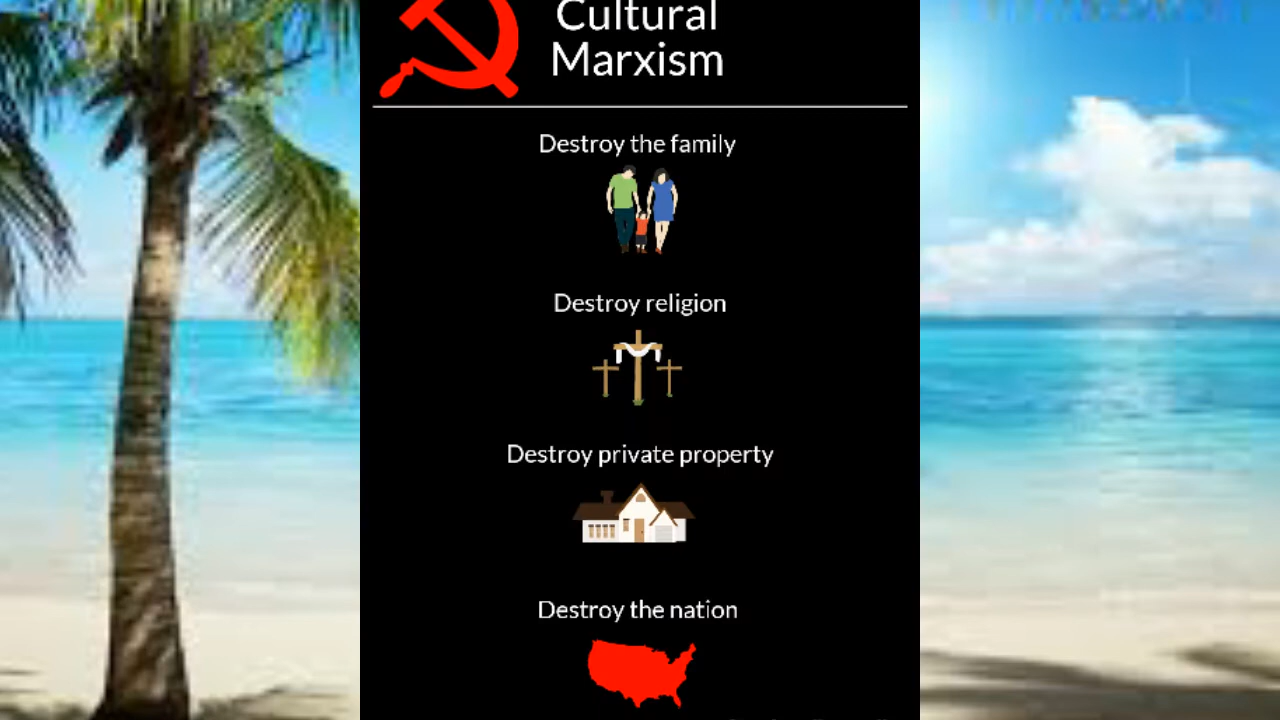 Cultural
Marxism
Destroy the family
Destroy religion
Destroy private property
Destroy the nation